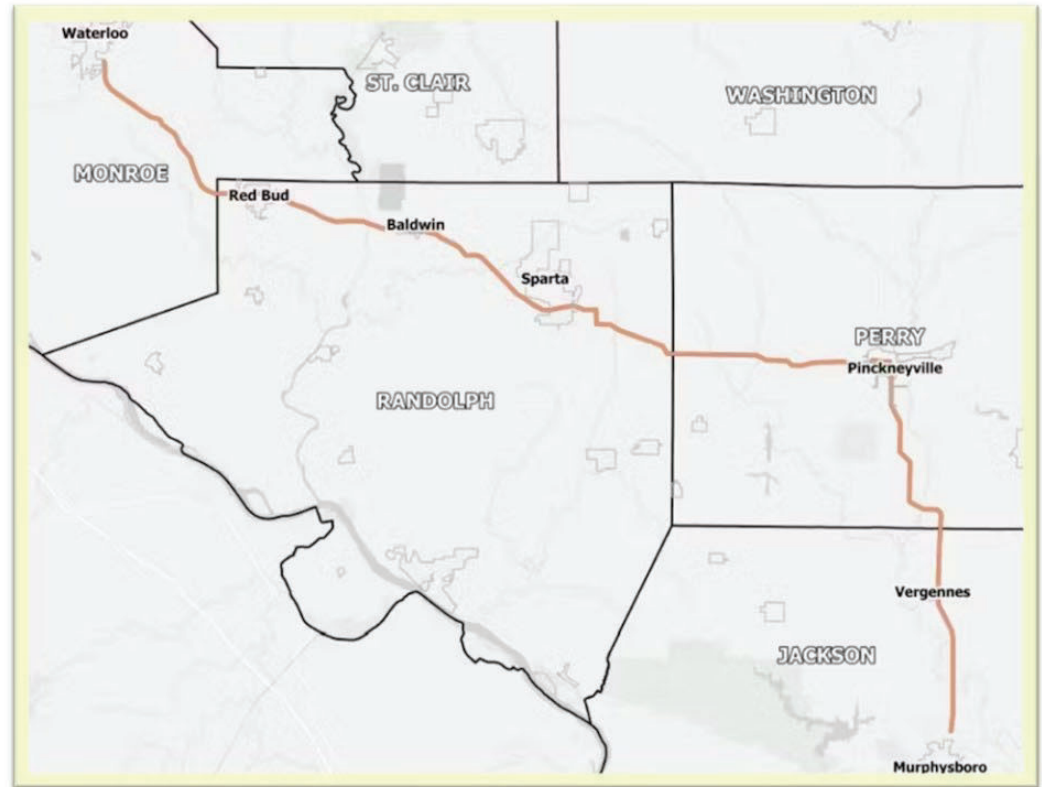 Waterloo
ST. CLAIR
WASHINGTON
MONROE
Red Bud
Baldwin
Sparta
PERRY
Pinckneyville
RANDOLPH
Vergennes
JACKSON
Murphysboro